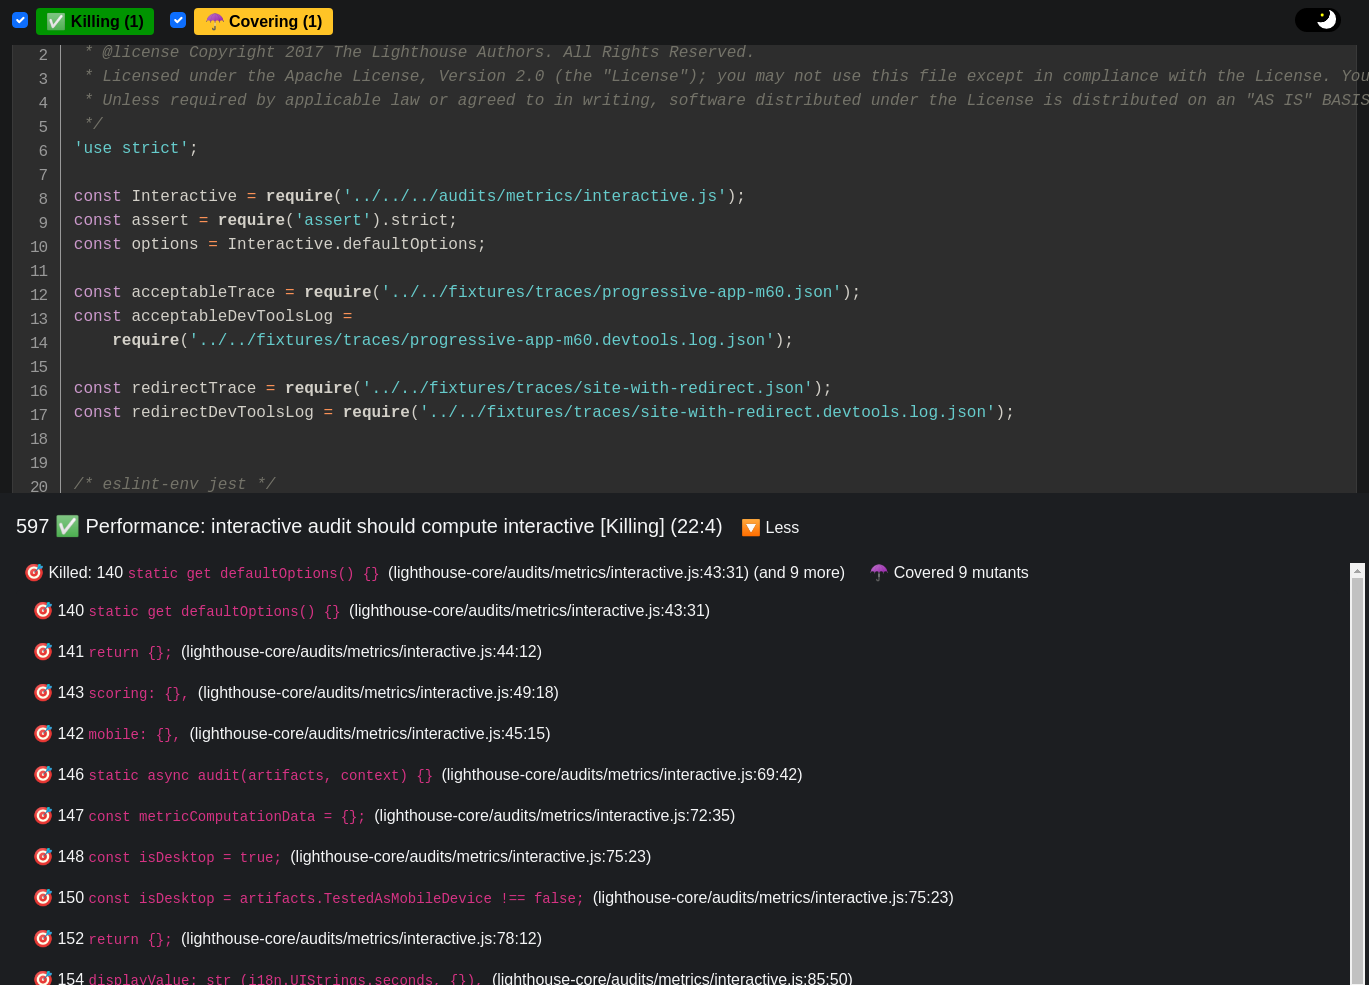 ✅ Killing (1) ☂️ Covering (1)
2 * @license Copyright 2017 The Lighthouse Authors. All Rights Reserved.
3 * Licensed under the Apache License, Version 2.0 (the "License"); you may not use this file except in compliance with the License. You
4 * Unless required by applicable law or agreed to in writing, software distributed under the License is distributed on an "AS IS" BASIS
5 */
6 'use strict';
7
8 const Interactive = require('../../../audits/metrics/interactive.js');
9 const assert = require('assert').strict;
10 const options = Interactive.defaultOptions;
11
12 const acceptableTrace = require('../../fixtures/traces/progressive-app-m60.json');
13 const acceptableDevToolsLog =
14 require('../../fixtures/traces/progressive-app-m60.devtools.log.json');
15
16 const redirectTrace = require('../../fixtures/traces/site-with-redirect.json');
17 const redirectDevToolsLog = require('../../fixtures/traces/site-with-redirect.devtools.log.json');
18
19
20 /* eslint-env jest */
597 ✅ Performance: interactive audit should compute interactive [Killing] (22:4) 🔽 Less
🎯 Killed: 140 static get defaultOptions() {} (lighthouse-core/audits/metrics/interactive.js:43:31) (and 9 more) ☂️ Covered 9 mutants
🎯 140 static get defaultOptions() {} (lighthouse-core/audits/metrics/interactive.js:43:31)
🎯 141 return {}; (lighthouse-core/audits/metrics/interactive.js:44:12)
🎯 143 scoring: {}, (lighthouse-core/audits/metrics/interactive.js:49:18)
🎯 142 mobile: {}, (lighthouse-core/audits/metrics/interactive.js:45:15)
🎯 146 static async audit(artifacts, context) {} (lighthouse-core/audits/metrics/interactive.js:69:42)
🎯 147 const metricComputationData = {}; (lighthouse-core/audits/metrics/interactive.js:72:35)
🎯 148 const isDesktop = true; (lighthouse-core/audits/metrics/interactive.js:75:23)
🎯 150 const isDesktop = artifacts.TestedAsMobileDevice !== false; (lighthouse-core/audits/metrics/interactive.js:75:23)
🎯 152 return {}; (lighthouse-core/audits/metrics/interactive.js:78:12)
🎯 154 displayValue: str_(i18n.UIStrings.seconds, {}), (lighthouse-core/audits/metrics/interactive.js:85:50)